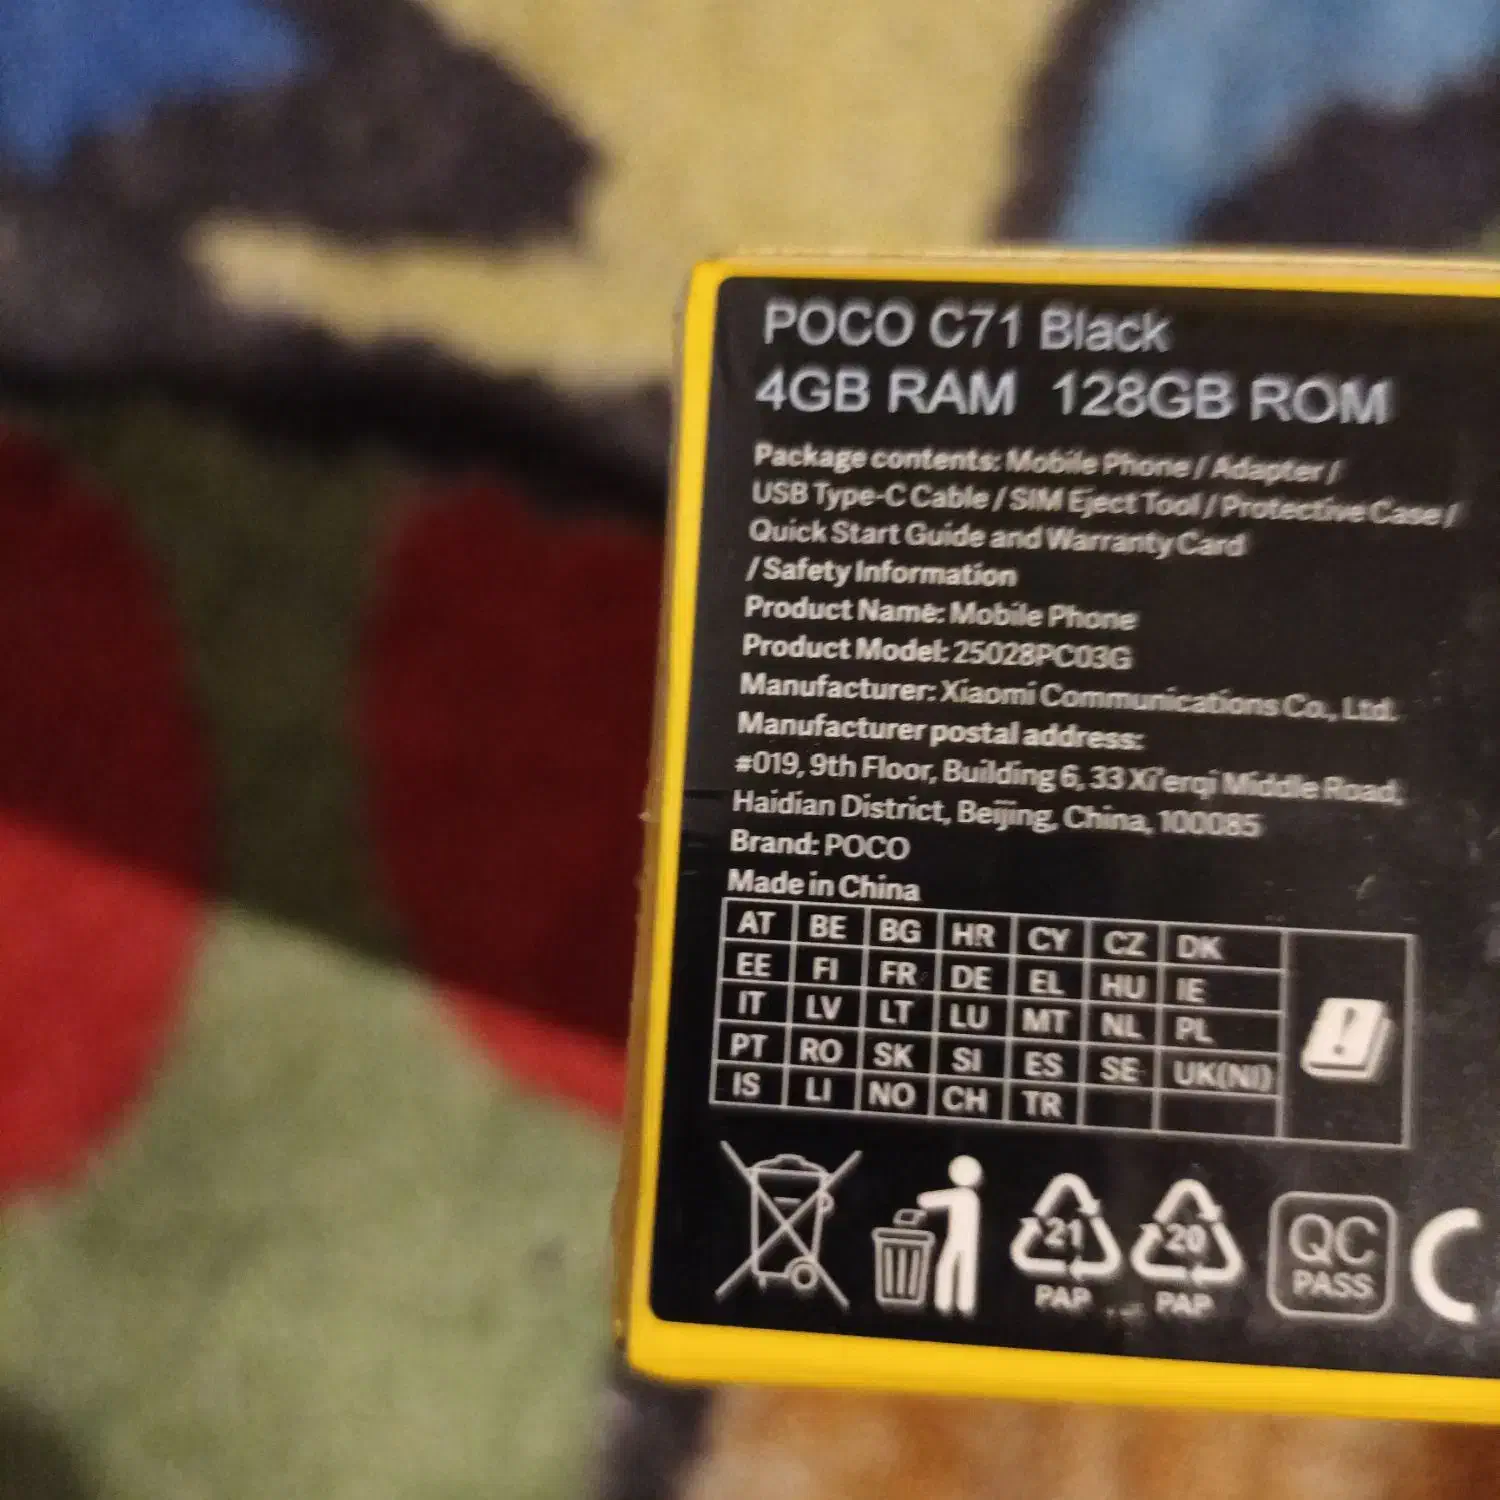 POCO C71 Black
4GB RAM 128GB ROM
Package contents: Mobile Phone / Adapter /
USB Type-C Cable / SIM Eject Tool / Protective Case /
Quick Start Guide and Warranty Card
/ Safety Information
Product Name: Mobile Phone
Product Model: 25028PC03G
Manufacturer: Xiaomi Communications Co., Ltd.
Manufacturer postal address:
#019, 9th Floor, Building 6, 33 Xi'erqi Middle Road,
Haidian District, Beijing, China, 100085
Brand: POCO
Made in China
AT BE BG HR CY CZ DK
EE FI FR DE EL HU IE
IT LV LT LU MT NL PL
PT RO SK SI ES SE UK(NI)
IS LI NO CH TR
21 20 QC
PAP PAP PASS